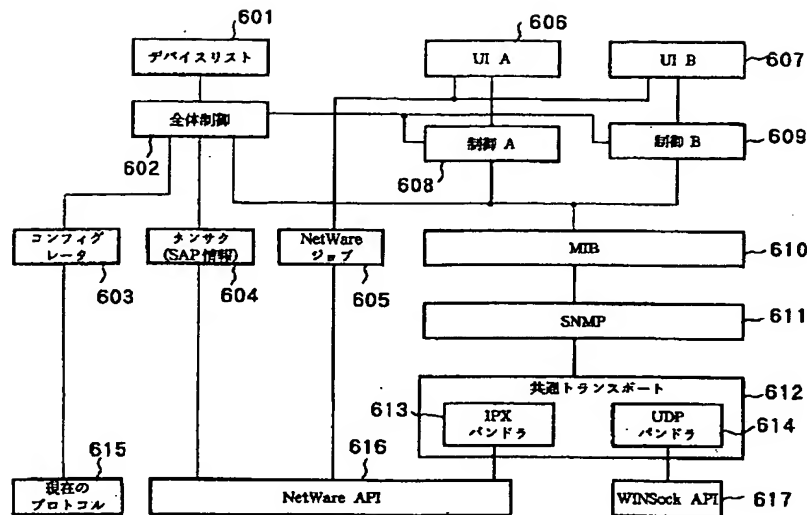 601
デバイスリスト
606
UI A
UI B
607
全体制御
602
制御 A
608
制御 B
609
コンフィグ
レータ
603
タンサク
(SAP情報)
604
NetWare
ジョブ
605
MIB
610
SNMP
611
共通トランスポート
612
613
IPX
バンドラ
UDP
バンドラ
614
615
現在の
プロトコル
616
NetWare API
WINSock API
617